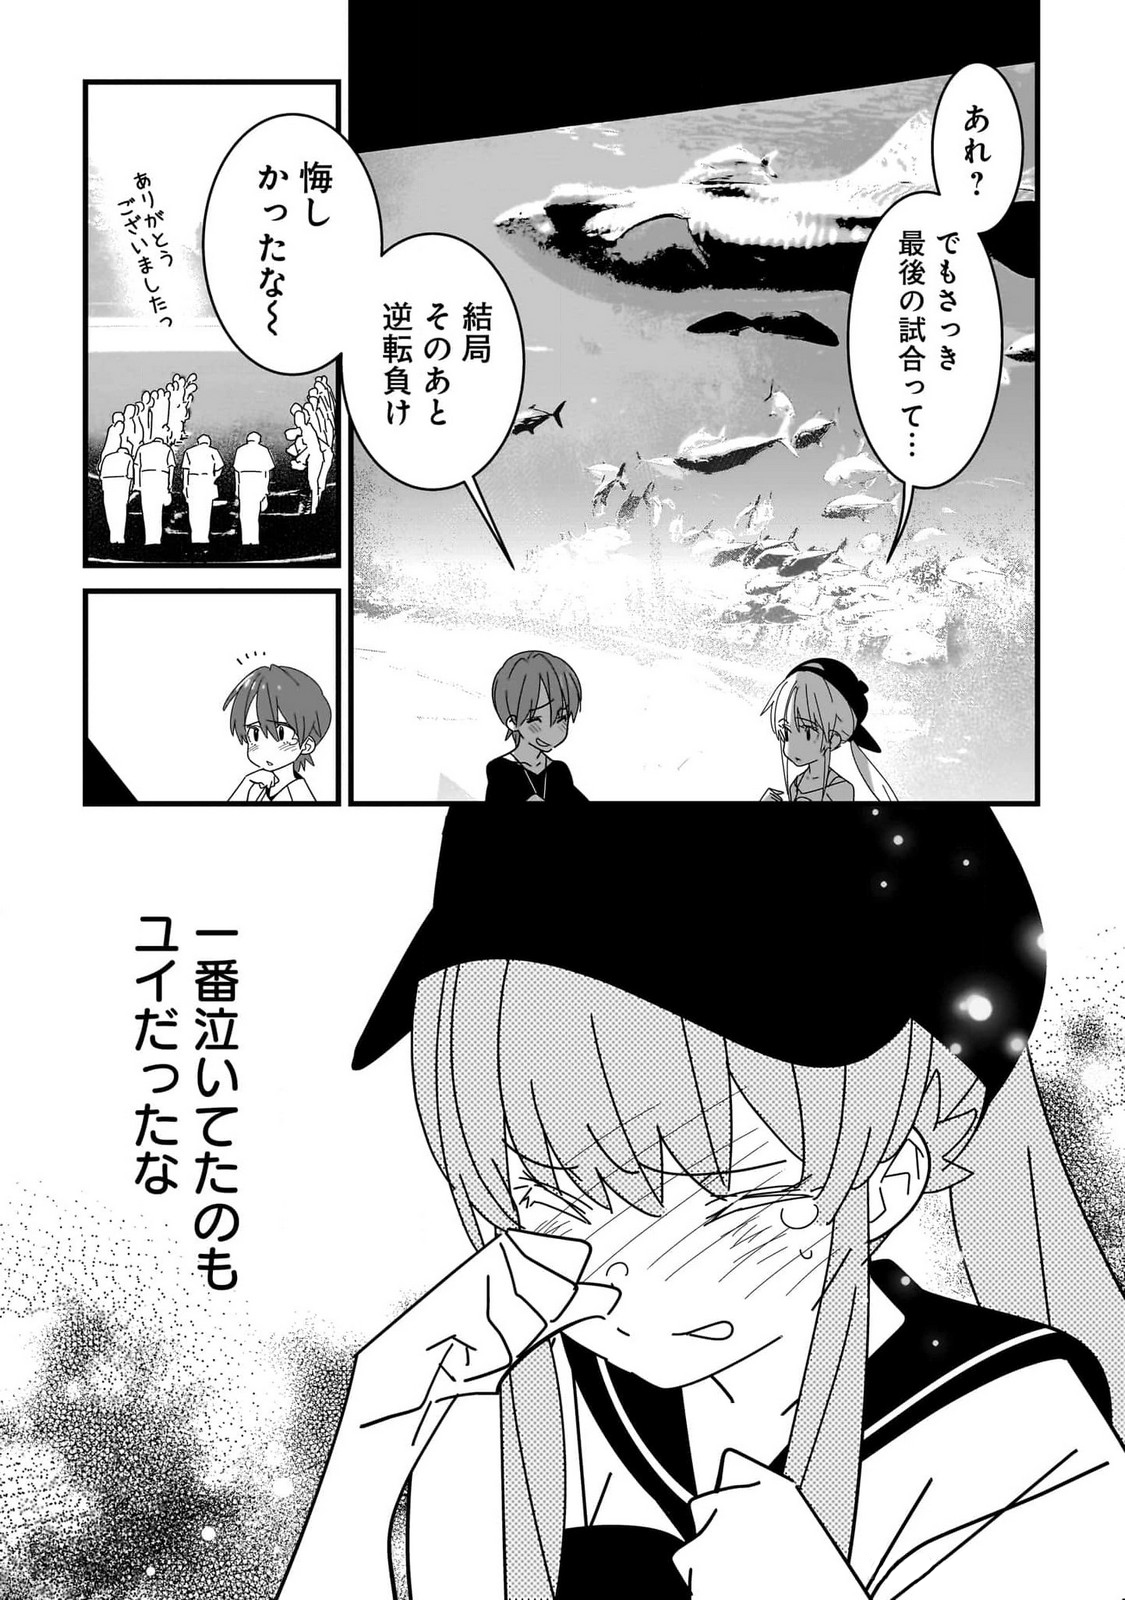 あれ?
でもさっき
最後の試合って…
結局
そのあと
逆転負け
悔し
かったな〜
ありがとう
ございましたっ
一番泣いてたのも
ユイだったな